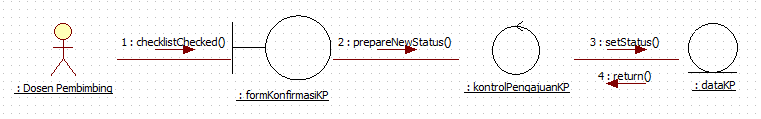 1 : checklistChecked()
2 : prepareNewStatus()
3 : setStatus()
4 : return()
: Dosen Pembimbing
: formKonfirmasiKP
: kontrolPengajuanKP
: dataKP